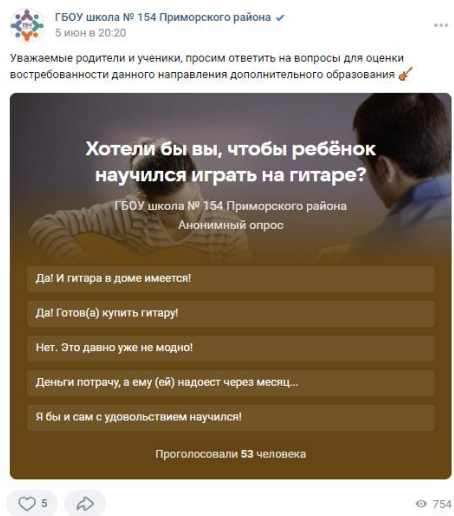 ГБОУ школа № 154 Приморского района
5 июн в 20:20
Уважаемые родители и ученики, просим ответить на вопросы для оценки
востребованности данного направления дополнительного образования
Хотели бы вы, чтобы ребёнок
научился играть на гитаре?
ГБОУ школа № 154 Приморского района
Анонимный опрос
Да! И гитара в доме имеется!
Да! Готов(а) купить гитару!
Нет. Это давно уже не модно!
Деньги потрачу, а ему (ей) надоест через месяц...
Я бы и сам с удовольствием научился!
Проголосовали 53 человека
5
754